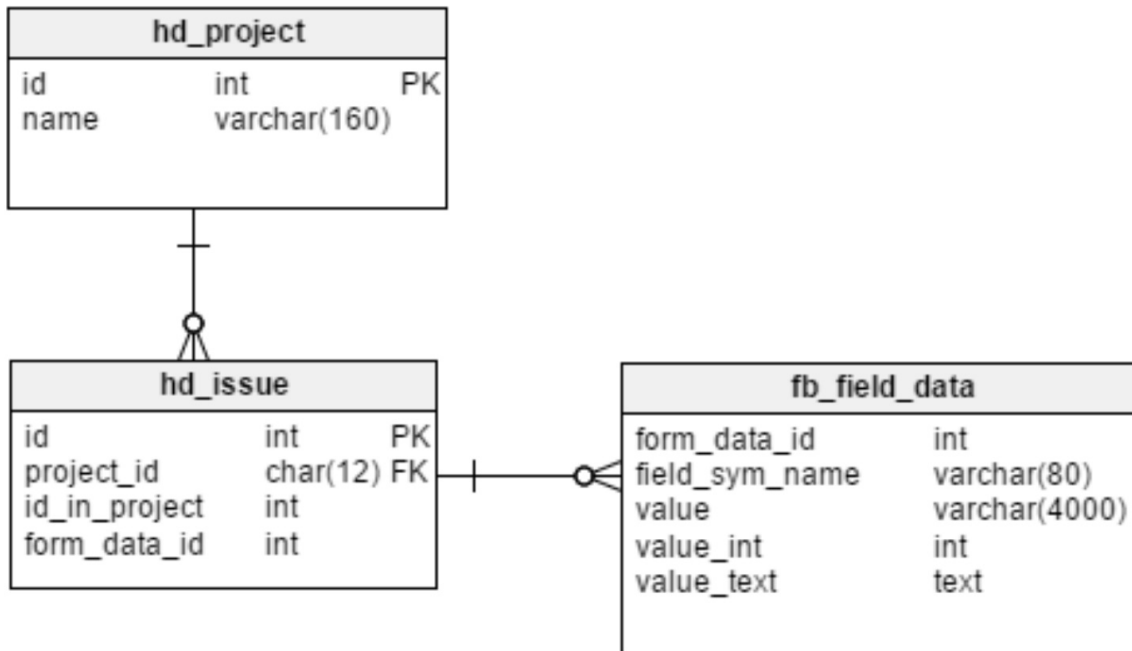 hd_project
id int PK
name varchar(160)
hd_issue
id int PK
project_id char(12) FK
id_in_project int
form_data_id int
fb_field_data
form_data_id int
field_sym_name varchar(80)
value varchar(4000)
value_int int
value_text text